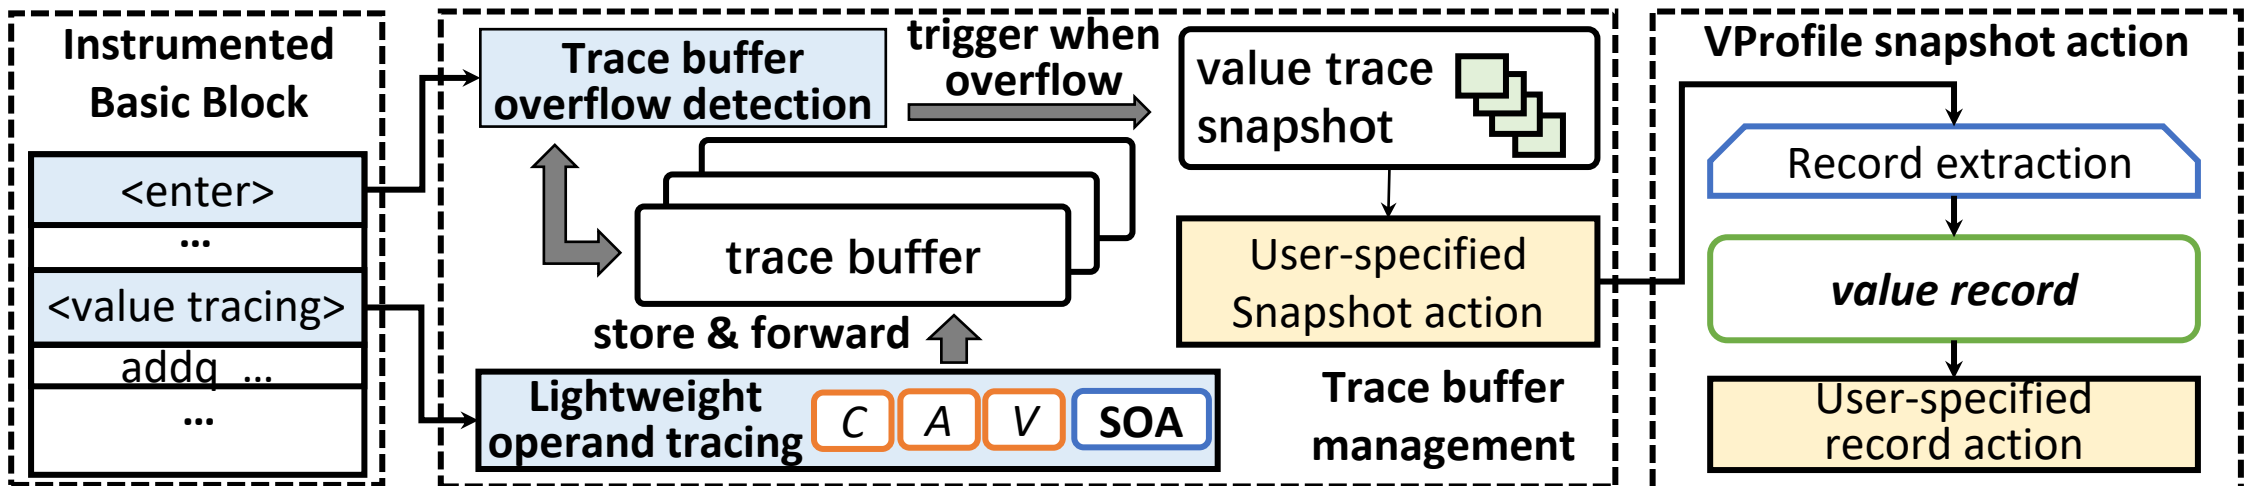 Instrumented
Basic Block
<enter>
...
<value tracing>
addq ...
...
Trace buffer
overflow detection
trigger when
overflow
value trace
snapshot
trace buffer
store & forward
User-specified
Snapshot action
Lightweight
operand tracing
C A V SOA
Trace buffer
management
VProfile snapshot action
Record extraction
value record
User-specified
record action